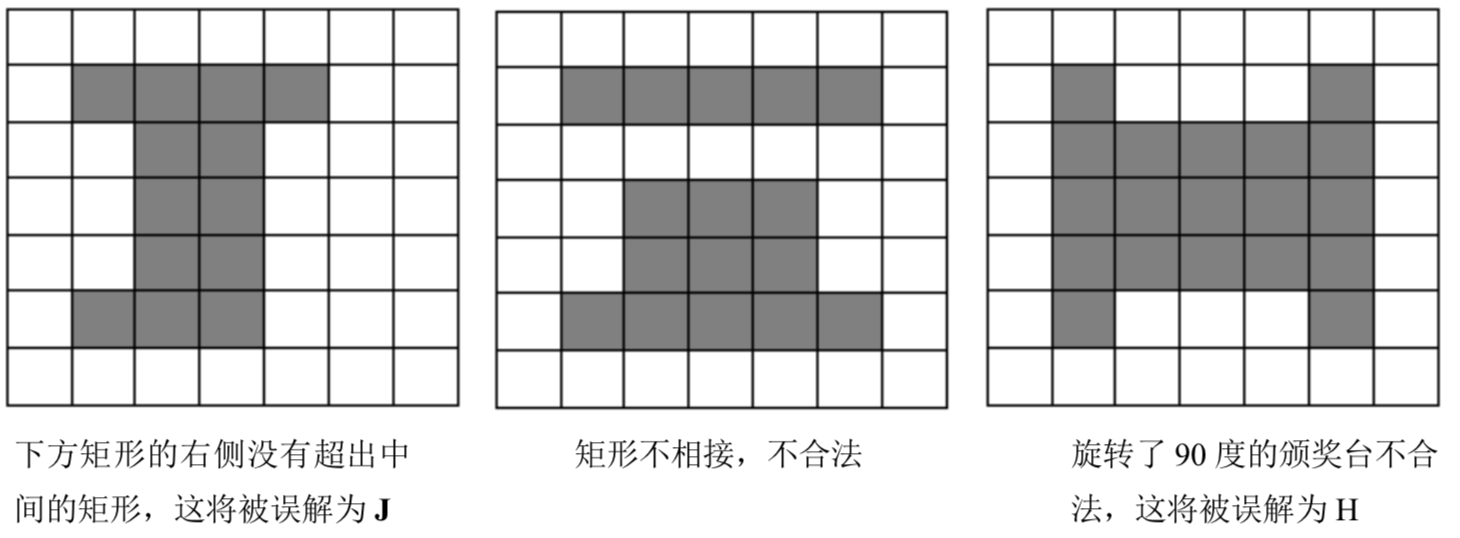 下方矩形的右侧没有超出中
间的矩形，这将被误解为 J
矩形不相接，不合法
旋转了 90 度的颁奖台不合
法，这将被误解为 H